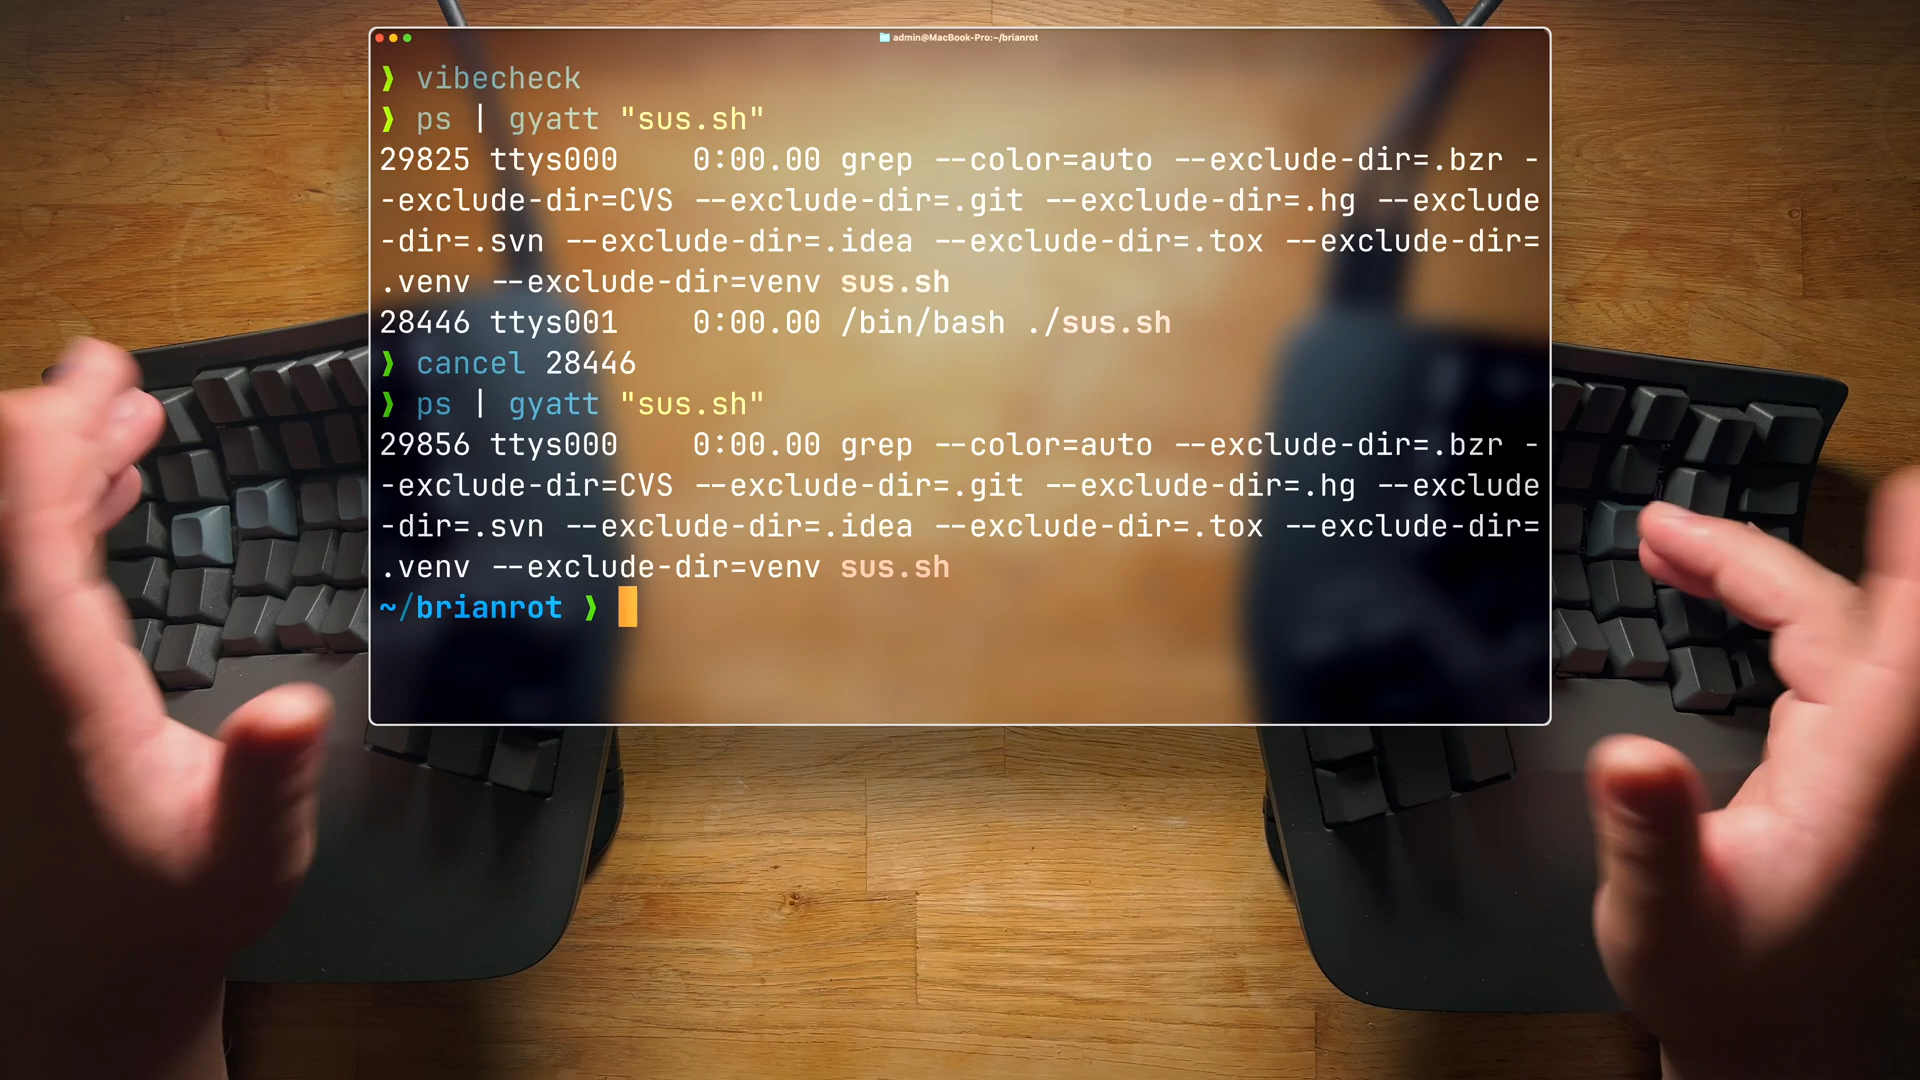 admin@MacBook-Pro:~/brianrot
❯ vibecheck
❯ ps | gyatt "sus.sh"
29825 ttys000    0:00.00 grep --color=auto --exclude-dir=.bzr -
-exclude-dir=CVS --exclude-dir=.git --exclude-dir=.hg --exclude
-dir=.svn --exclude-dir=.idea --exclude-dir=.tox --exclude-dir=
.venv --exclude-dir=venv sus.sh
28446 ttys001    0:00.00 /bin/bash ./sus.sh
❯ cancel 28446
❯ ps | gyatt "sus.sh"
29856 ttys000    0:00.00 grep --color=auto --exclude-dir=.bzr -
-exclude-dir=CVS --exclude-dir=.git --exclude-dir=.hg --exclude
-dir=.svn --exclude-dir=.idea --exclude-dir=.tox --exclude-dir=
.venv --exclude-dir=venv sus.sh
~/brianrot ❯